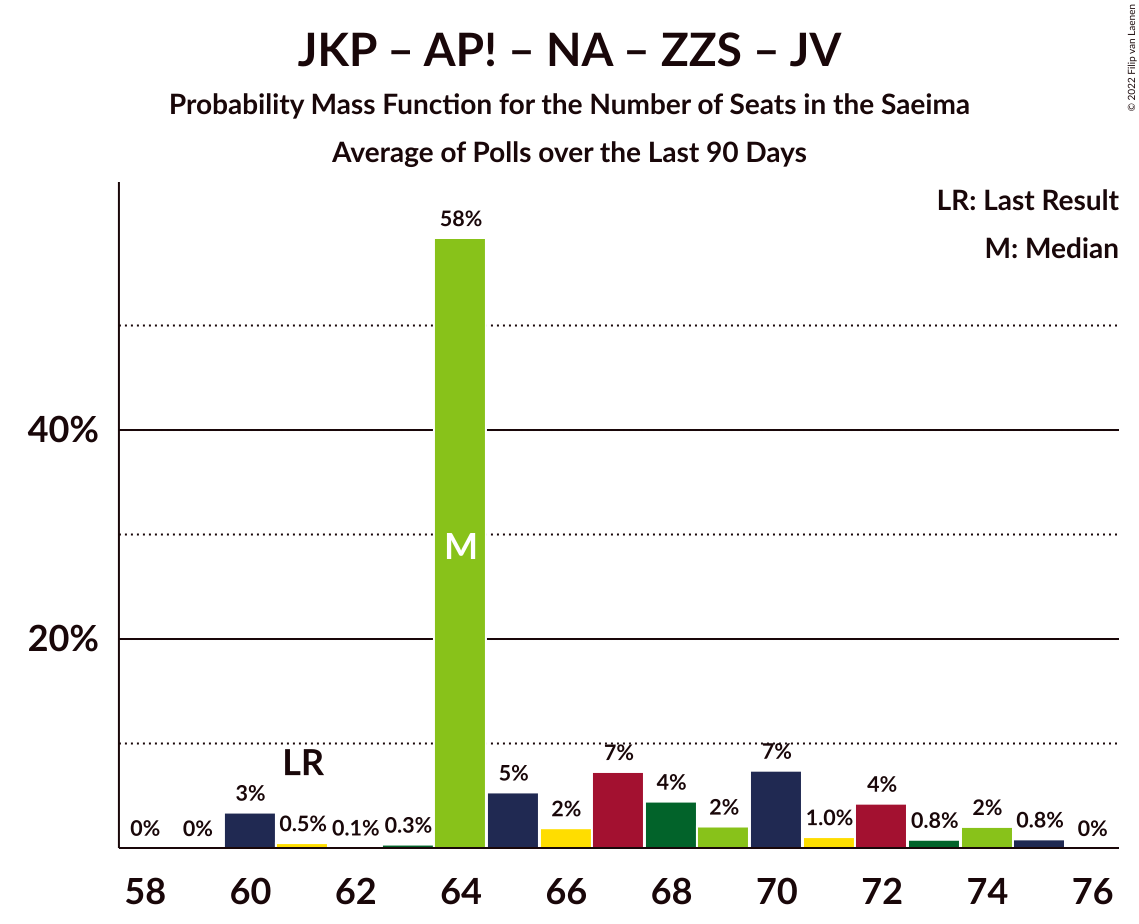 JKP – AP! – NA – ZZS – JV
Probability Mass Function for the Number of Seats in the Saeima
Average of Polls over the Last 90 Days
© 2022 Filip van Laenen
LR: Last Result
M: Median
58%
40%
M
20%
LR
0% 0% 3% 0.5% 0.1% 0.3% 5% 2% 7% 4% 2% 7% 1.0% 4% 0.8% 2% 0.8% 0%
58 60 62 64 66 68 70 72 74 76